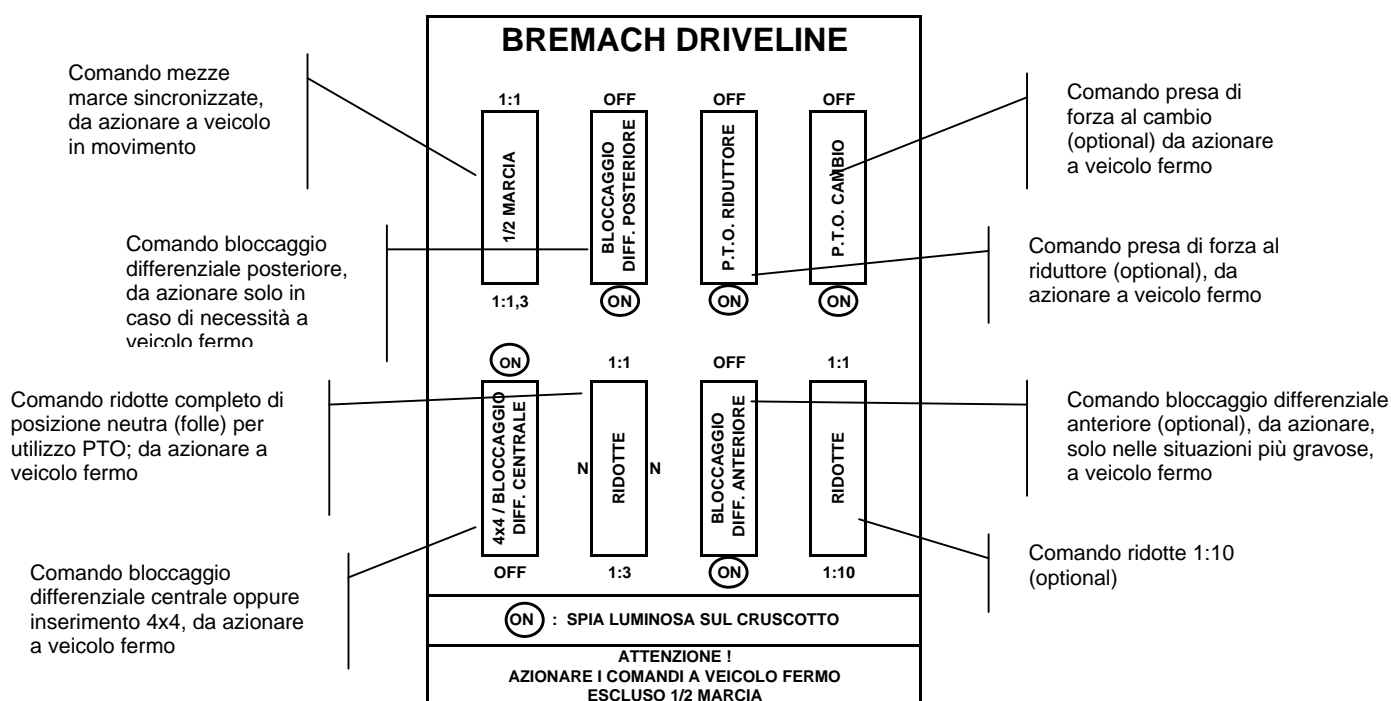 BREMACH DRIVELINE
Comando mezze
marce sincronizzate,
da azionare a veicolo
in movimento
Comando bloccaggio
differenziale posteriore,
da azionare solo in
caso di necessità a
veicolo fermo
Comando ridotte completo di
posizione neutra (folle) per
utilizzo PTO; da azionare a
veicolo fermo
Comando bloccaggio
differenziale centrale oppure
inserimento 4x4, da azionare
a veicolo fermo
1:1
1/2 MARCIA
1:1,3
OFF
BLOCCAGGIO
DIFF. POSTERIORE
ON
OFF
P.T.O. RIDUTTORE
ON
OFF
P.T.O. CAMBIO
ON
ON
4x4 / BLOCCAGGIO
DIFF. CENTRALE
OFF
1:1
N
RIDOTTE
N
1:3
OFF
BLOCCAGGIO
DIFF. ANTERIORE
ON
1:1
RIDOTTE
1:10
Comando presa di
forza al cambio
(optional) da azionare
a veicolo fermo
Comando presa di forza al
riduttore (optional), da
azionare a veicolo fermo
Comando bloccaggio differenziale
anteriore (optional), da azionare,
solo nelle situazioni più gravose,
a veicolo fermo
Comando ridotte 1:10
(optional)
ON : SPIA LUMINOSA SUL CRUSCOTTO
ATTENZIONE !
AZIONARE I COMANDI A VEICOLO FERMO
ESCLUSO 1/2 MARCIA